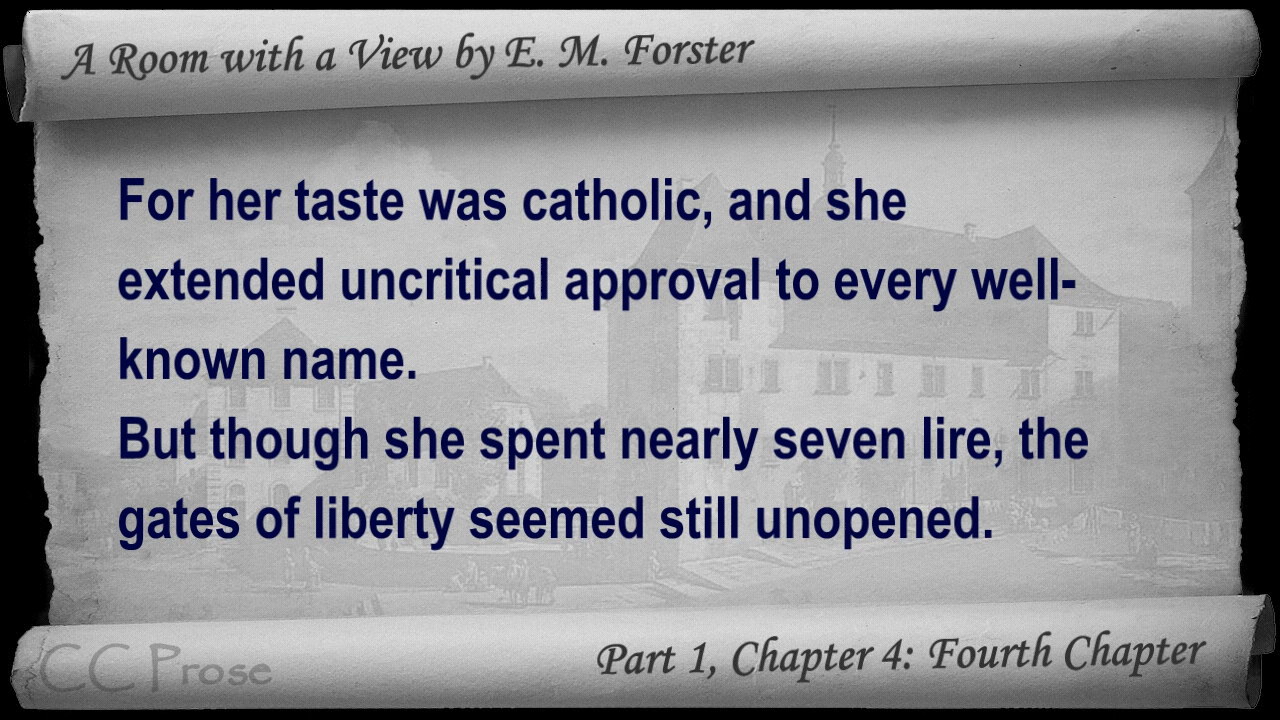 A Room with a View by E. M. Forster
For her taste was catholic, and she
extended uncritical approval to every well-
known name.
But though she spent nearly seven lire, the
gates of liberty seemed still unopened.
CC Prose
Part 1, Chapter 4: Fourth Chapter